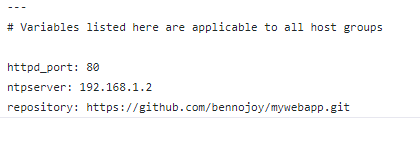 ---
# Variables listed here are applicable to all host groups
httpd_port: 80
ntpserver: 192.168.1.2
repository: https://github.com/bennojoy/mywebapp.git